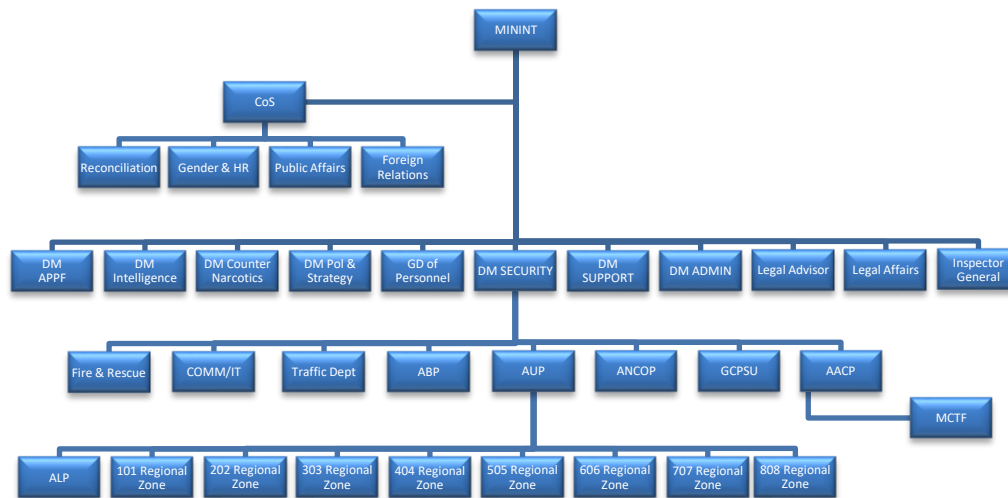 MININT
CoS
Reconciliation
Gender & HR
Public Affairs
Foreign
Relations
DM
APPF
DM
Intelligence
DM Counter
Narcotics
DM Pol &
Strategy
GD of
Personnel
DM SECURITY
DM
SUPPORT
DM ADMIN
Legal Advisor
Legal Affairs
Inspector
General
Fire & Rescue
COMM/IT
Traffic Dept
ABP
AUP
ANCOP
GCPSU
AACP
MCTF
ALP
101 Regional
Zone
202 Regional
Zone
303 Regional
Zone
404 Regional
Zone
505 Regional
Zone
606 Regional
Zone
707 Regional
Zone
808 Regional
Zone